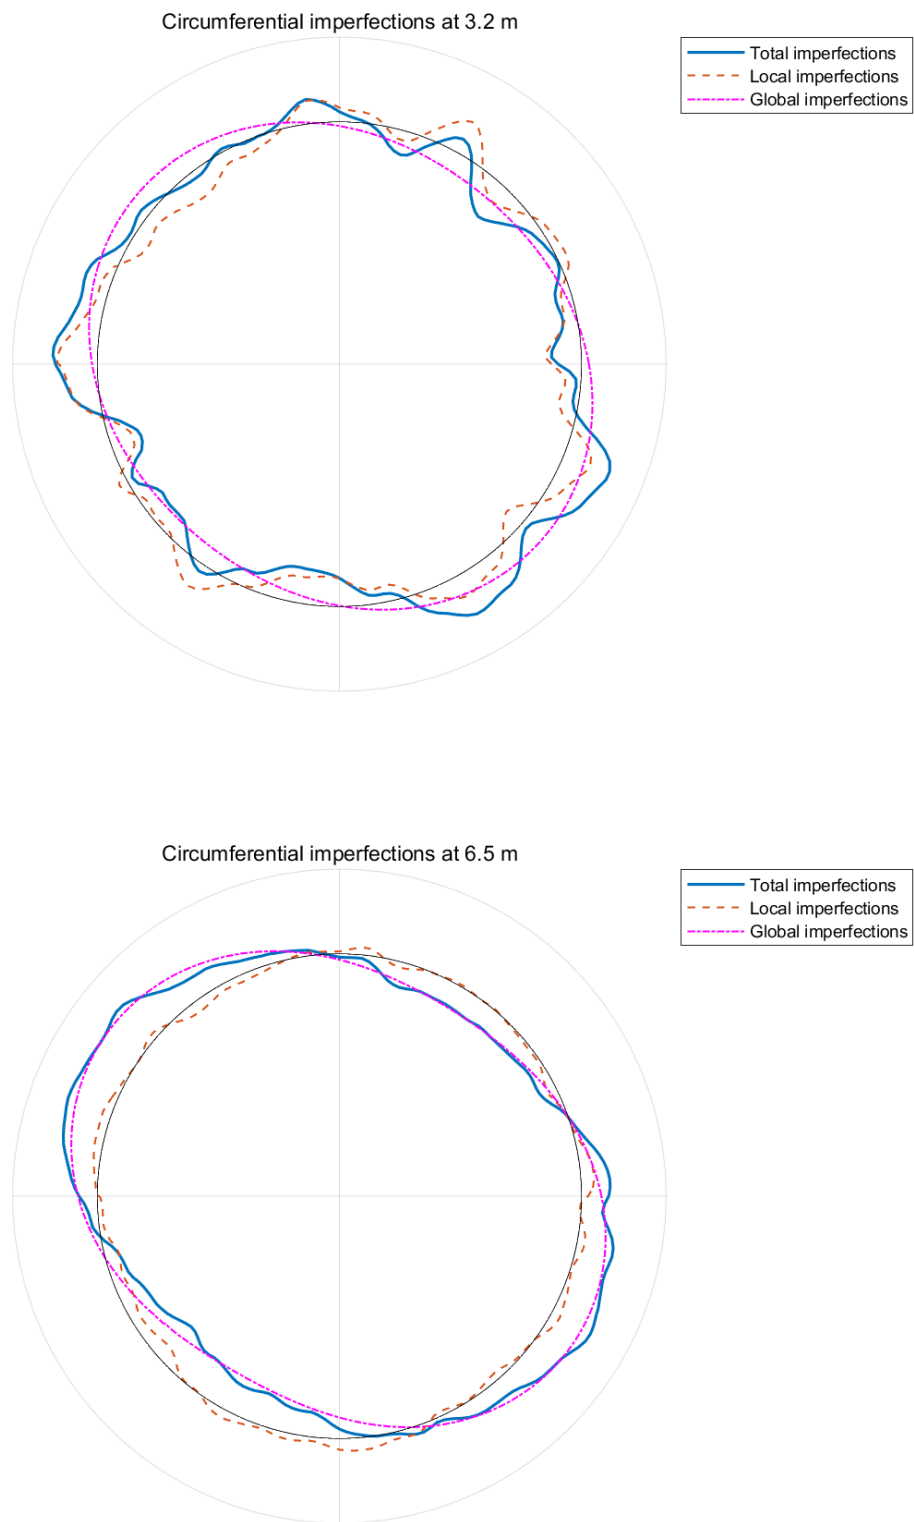 Circumferential imperfections at 3.2 m
Total imperfections
Local imperfections
Global imperfections
Circumferential imperfections at 6.5 m
Total imperfections
Local imperfections
Global imperfections